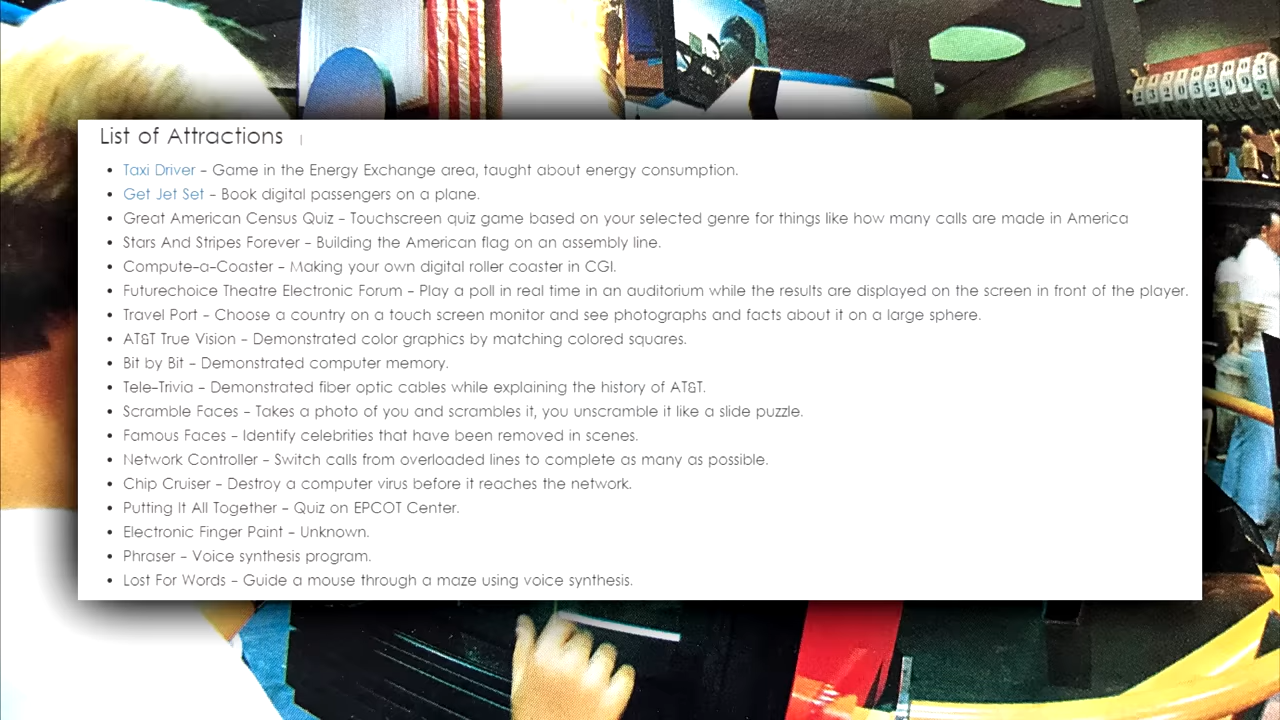 List of Attractions
Taxi Driver - Game in the Energy Exchange area, taught about energy consumption.
Get Jet Set - Book digital passengers on a plane.
Great American Census Quiz - Touchscreen quiz game based on your selected genre for things like how many calls are made in America
Stars And Stripes Forever - Building the American flag on an assembly line.
Compute-a-Coaster - Making your own digital roller coaster in CGI.
Futurechoice Theatre Electronic Forum - Play a poll in real time in an auditorium while the results are displayed on the screen in front of the player.
Travel Port - Choose a country on a touch screen monitor and see photographs and facts about it on a large sphere.
AT&T True Vision - Demonstrated color graphics by matching colored squares.
Bit by Bit - Demonstrated computer memory.
Tele-Trivia - Demonstrated fiber optic cables while explaining the history of AT&T.
Scramble Faces - Takes a photo of you and scrambles it, you unscramble it like a slide puzzle.
Famous Faces - Identify celebrities that have been removed in scenes.
Network Controller - Switch calls from overloaded lines to complete as many as possible.
Chip Cruiser - Destroy a computer virus before it reaches the network.
Putting It All Together - Quiz on EPCOT Center.
Electronic Finger Paint - Unknown.
Phraser - Voice synthesis program.
Lost For Words - Guide a mouse through a maze using voice synthesis.